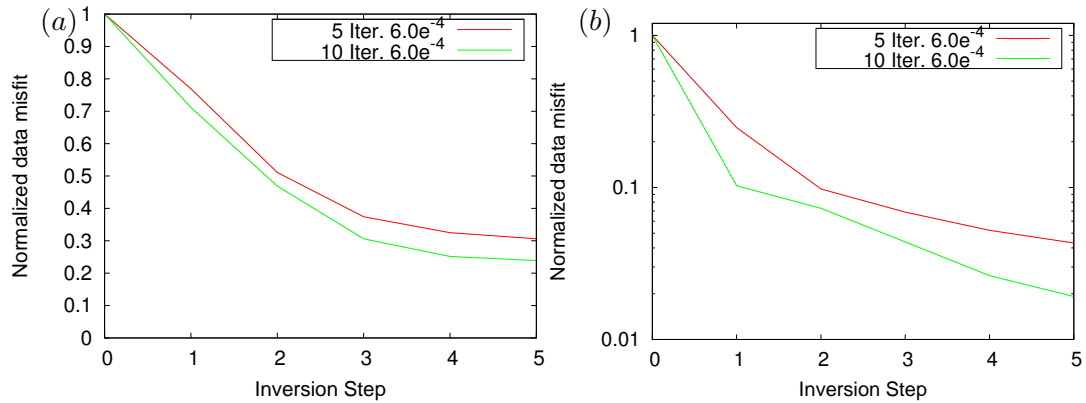 (a)
1
0.9
0.8
0.7
0.6
0.5
0.4
0.3
0.2
0.1
0
Normalized data misfit
5 Iter. 6.0e-4
10 Iter. 6.0e-4
0 1 2 3 4 5
Inversion Step
(b)
1
0.1
0.01
Normalized data misfit
5 Iter. 6.0e-4
10 Iter. 6.0e-4
0 1 2 3 4 5
Inversion Step